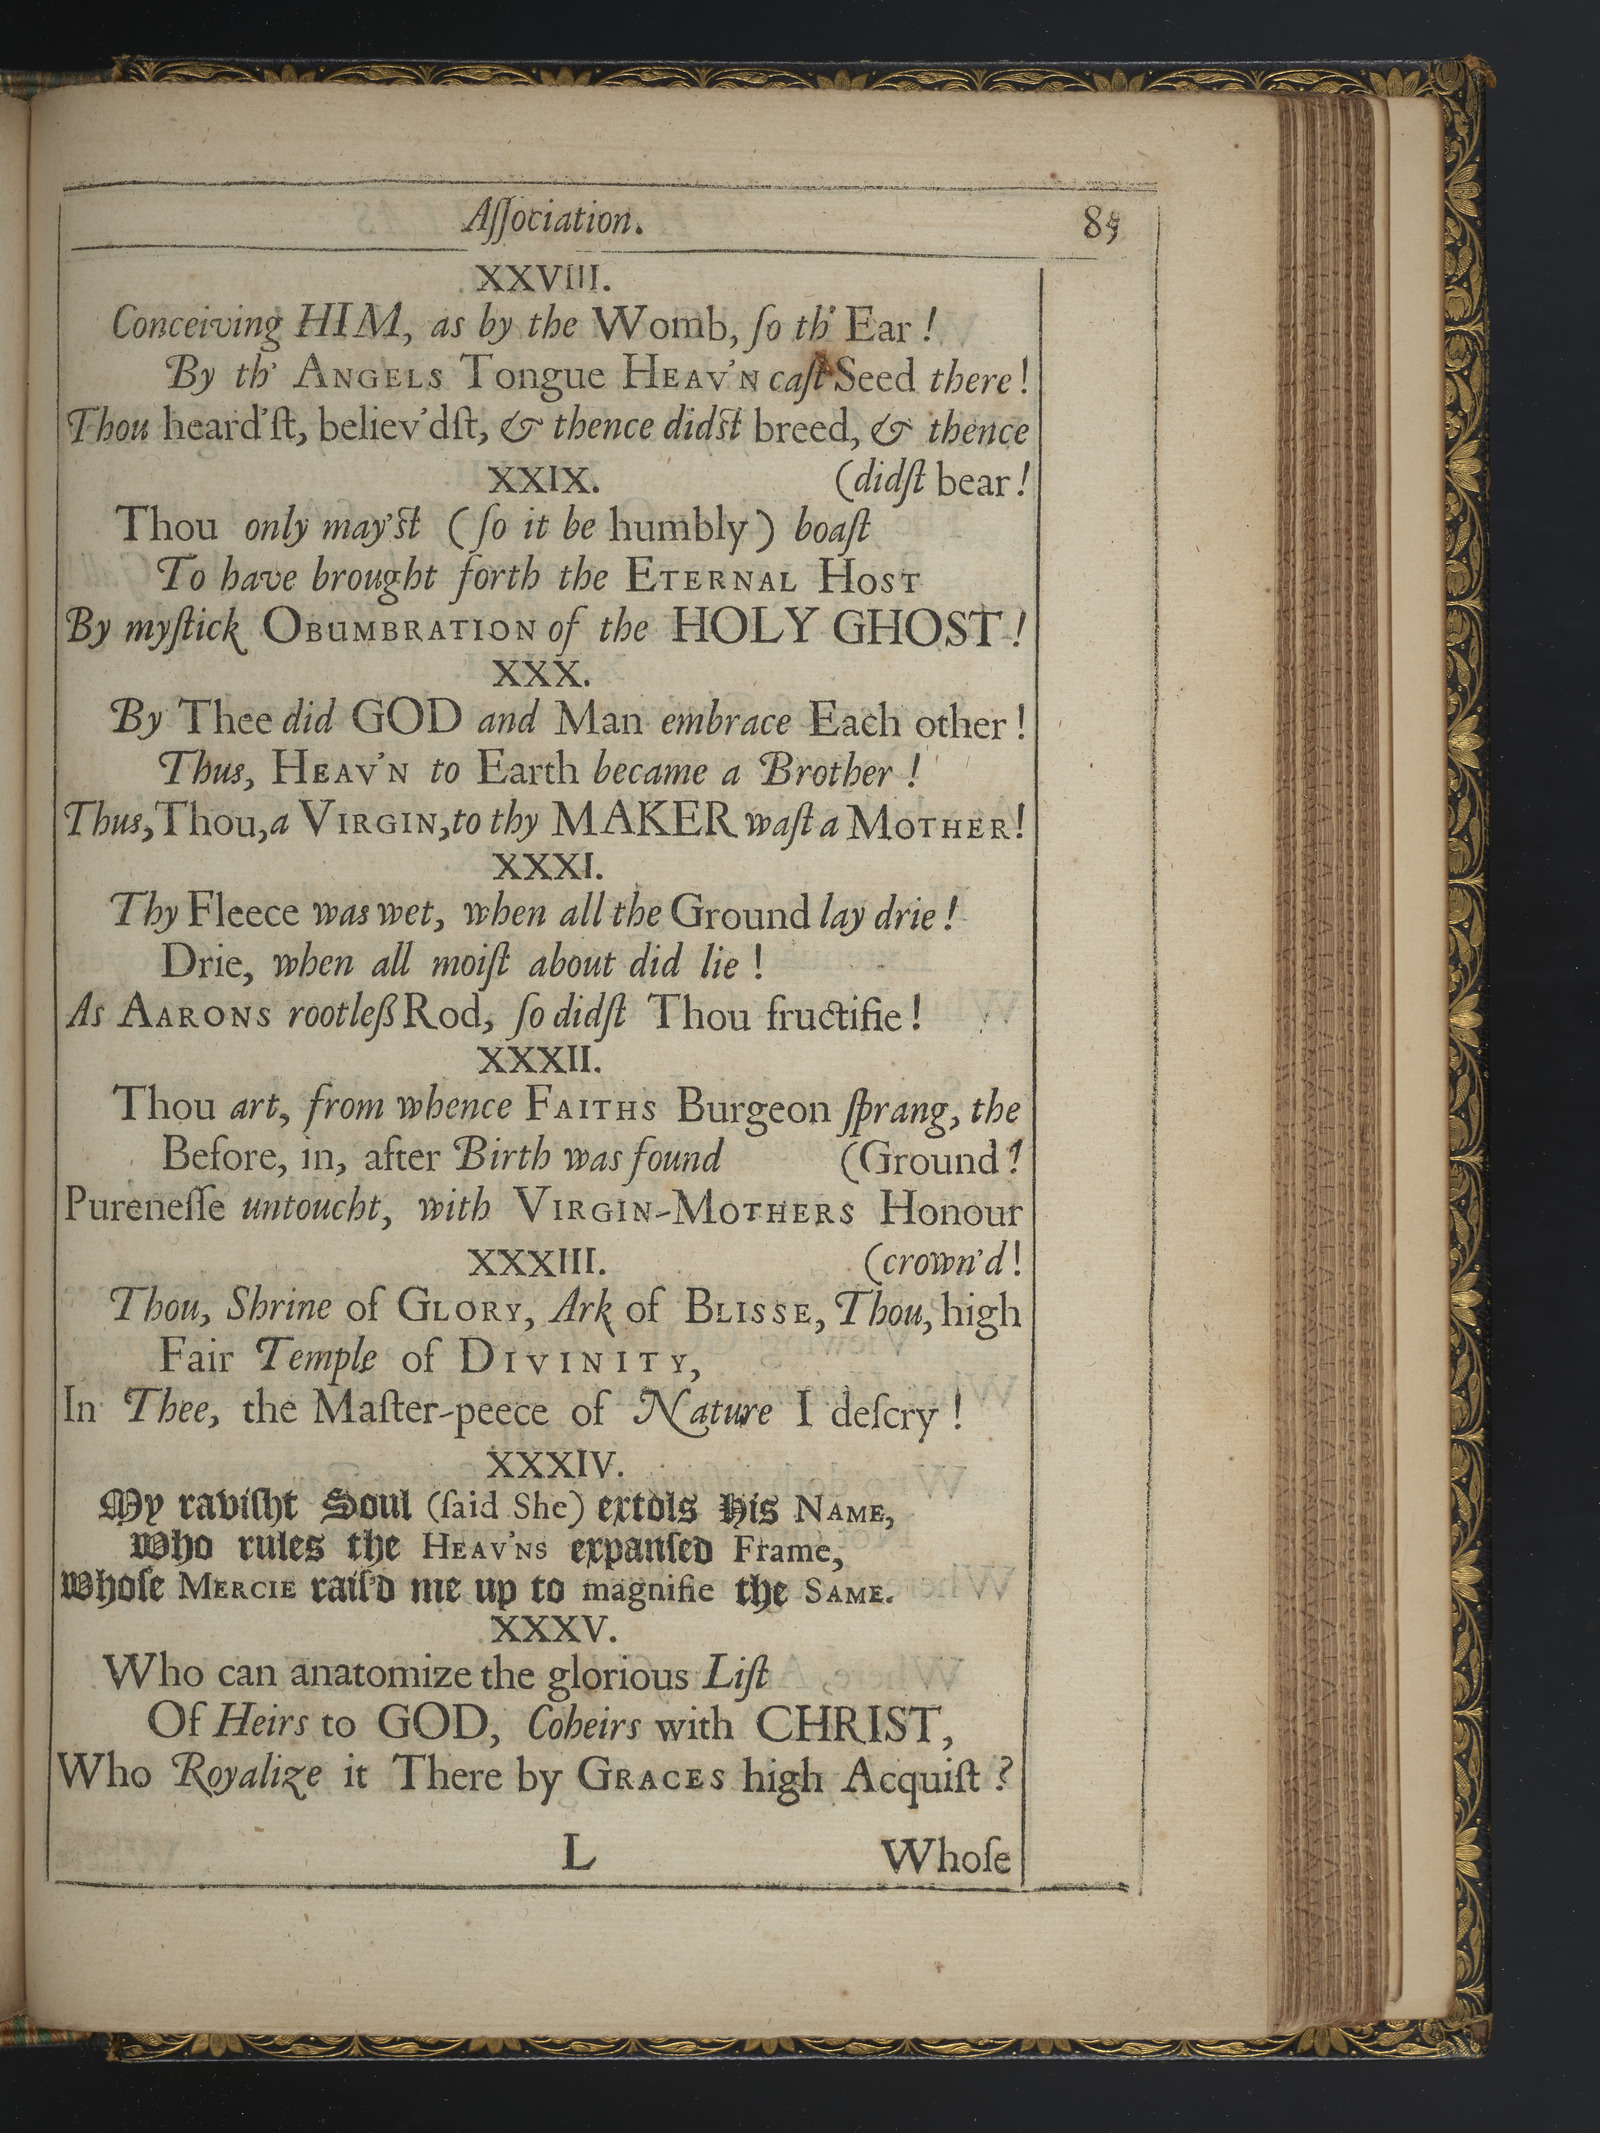 Aſſociation. 85
XXVIII.
Conceiving HIM, as by the Womb, ſo th' Ear !
By th' ANGELS Tongue HEAV'N caſt Seed there !
Thou heard'ſt, believ'dſt, & thence didſt breed, & thence
XXIX. (didſt bear !
Thou only may'ſt ( ſo it be humbly ) boaſt
To have brought forth the ETERNAL HOST
By myſtick OBUMBRATION of the HOLY GHOST !
XXX.
By Thee did GOD and Man embrace Each other !
Thus, HEAV'N to Earth became a Brother !
Thus, Thou, a VIRGIN, to thy MAKER waſt a MOTHER !
XXXI.
Thy Fleece was wet, when all the Ground lay drie !
Drie, when all moiſt about did lie !
As AARONS rootleß Rod, ſo didſt Thou fructifie !
XXXII.
Thou art, from whence FAITHS Burgeon ſprang, the
Before, in, after Birth was found (Ground !
Pureneſſe untoucht, with VIRGIN-MOTHERS Honour
XXXIII. (crown'd !
Thou, Shrine of GLORY, Ark of BLISSE, Thou, high
Fair Temple of DIVINITY,
In Thee, the Maſter-peece of Nature I deſcry !
XXXIV.
My raviſht Soul (ſaid She) extols His NAME,
Who rules the HEAV'NS expanſed Frame,
Whoſe MERCIE raiſ'd me up to magnifie the SAME.
XXXV.
Who can anatomize the glorious Liſt
Of Heirs to GOD, Coheirs with CHRIST,
Who Royalize it There by GRACES high Acquiſt ?
L Whoſe